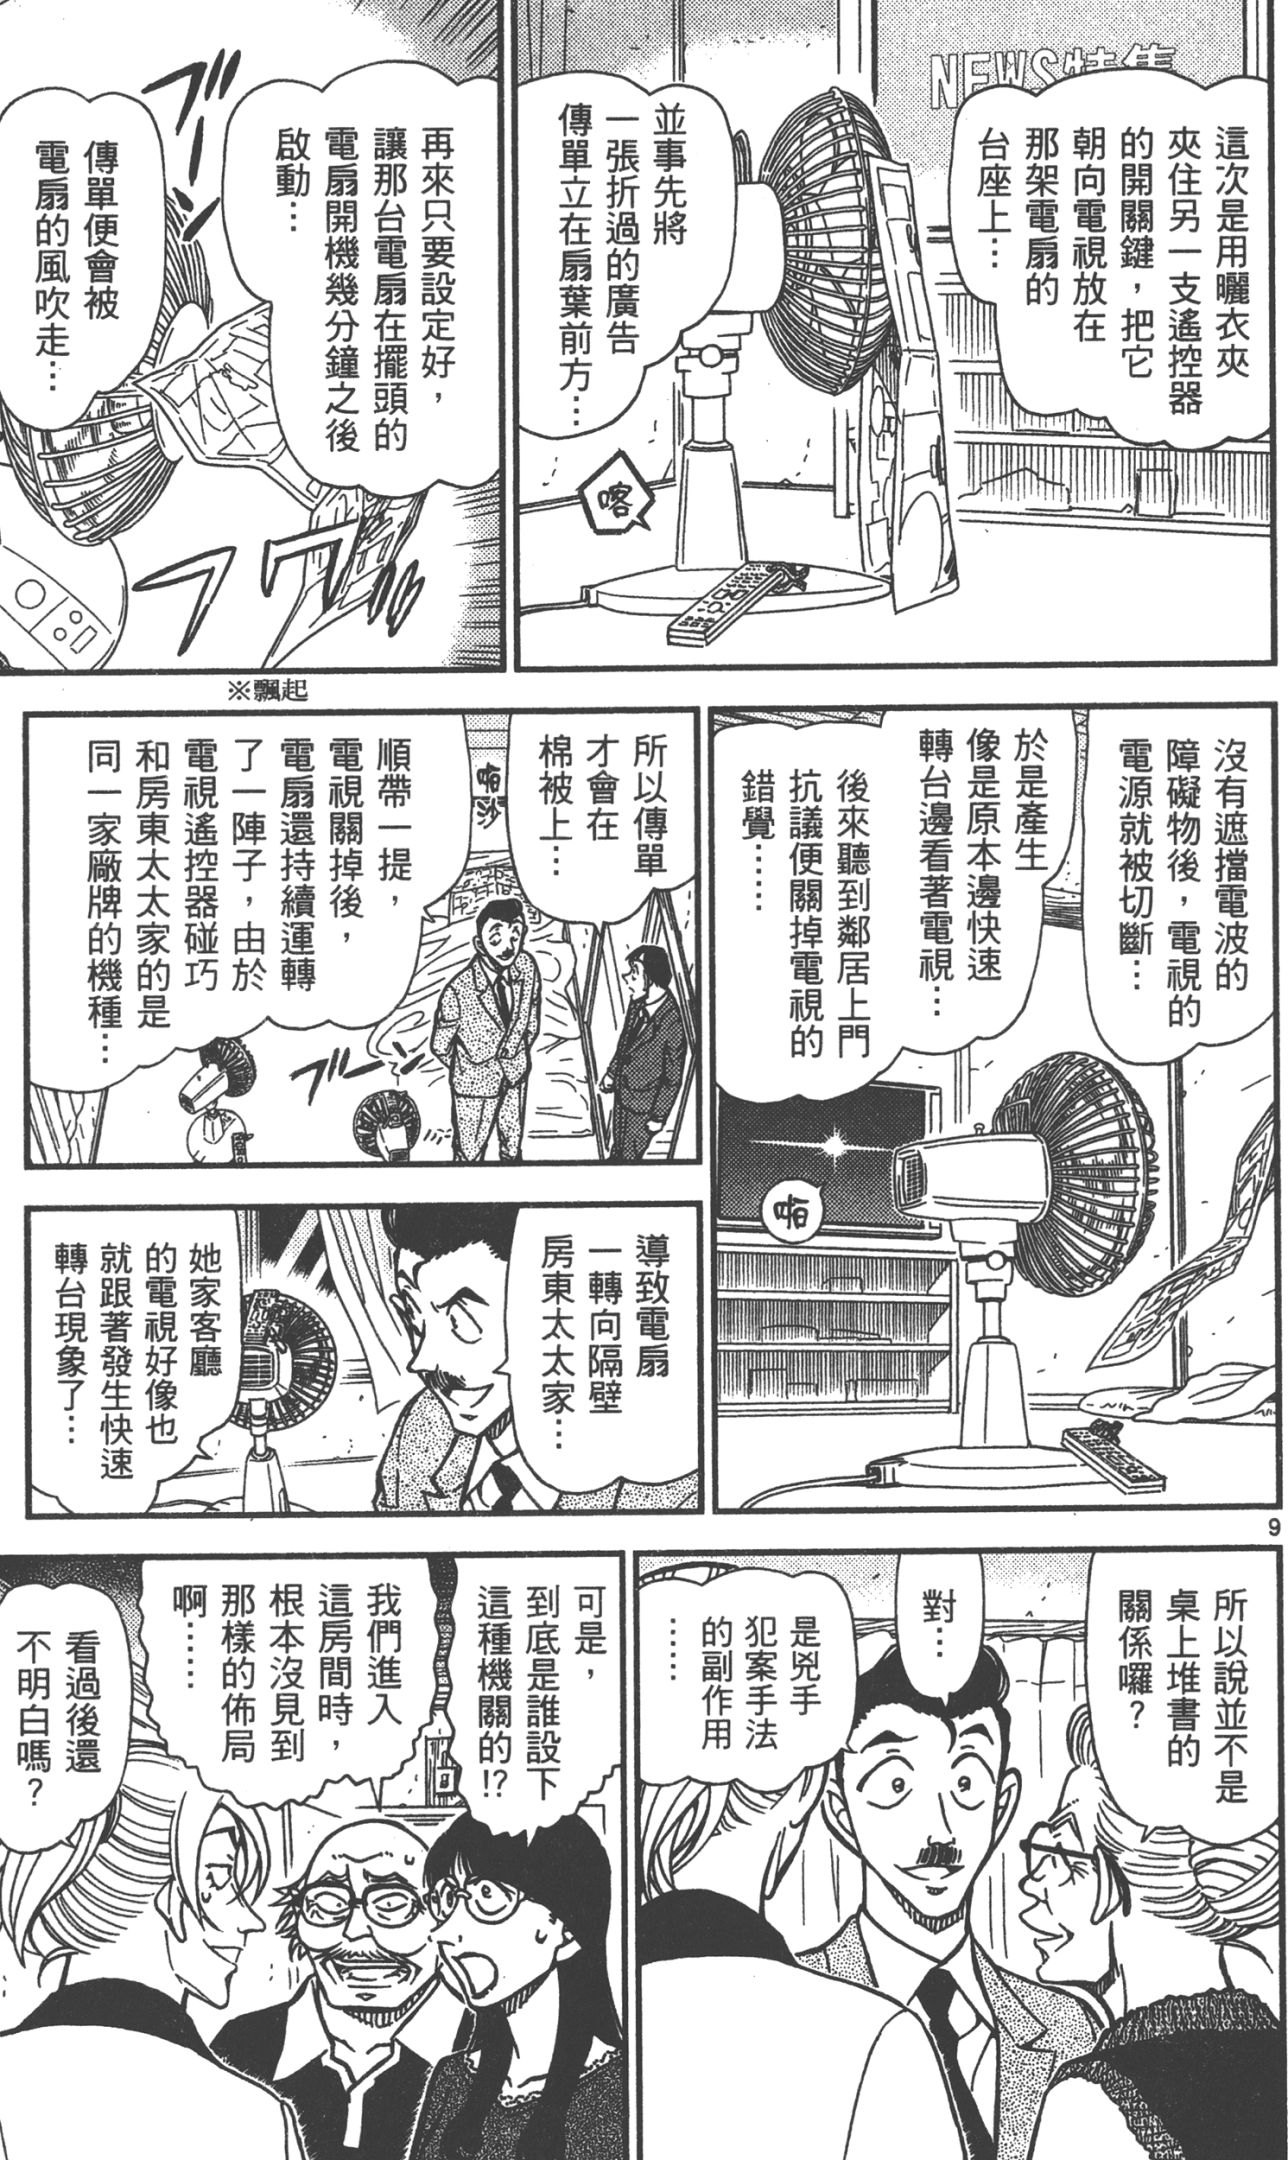 NEWS特集
這次是用曬衣夾
夾住另一支遙控器
的開關鍵，把它
朝向電視放在
那架電扇的
台座上…
並事先將
一張折過的廣告
傳單立在扇葉前方…
喀
再來只要設定好，
讓那台電扇在擺頭的
電扇開機幾分鐘之後
啟動…
傳單便會被
電扇的風吹走…
ブーン
フワッ
※飄起
沒有遮擋電波的
障礙物後，電視的
電源就被切斷…
於是產生
像是原本邊快速
轉台邊看著電視…
後來聽到鄰居上門
抗議便關掉電視的
錯覺……
啪
所以傳單
才會在
棉被上…
啪
沙
順帶一提，
電視關掉後，
電扇還持續運轉
了一陣子，由於
電視遙控器碰巧
和房東太太家的是
同一家廠牌的機種…
ブーン
導致電扇
一轉向隔壁
房東太太家…
她家客廳
的電視好像也
就跟著發生快速
轉台現象了…
9
所以說並不是
桌上堆書的
關係囉？
對…
是兇手
犯案手法
的副作用
……
可是，
到底是誰設下
這種機關的!?
我們進入
這房間時，
根本沒見到
那樣的佈局
啊……
看過後還
不明白嗎？